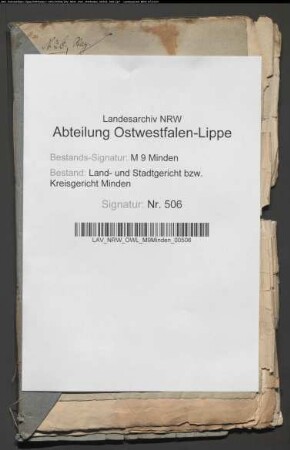 Landesarchiv NRW
Abteilung Ostwestfalen-Lippe
Bestands-Signatur: M 9 Minden
Bestand: Land- und Stadtgericht bzw.
Kreisgericht Minden
Signatur: Nr. 506
LAV_NRW_OWL_M9Minden_00506